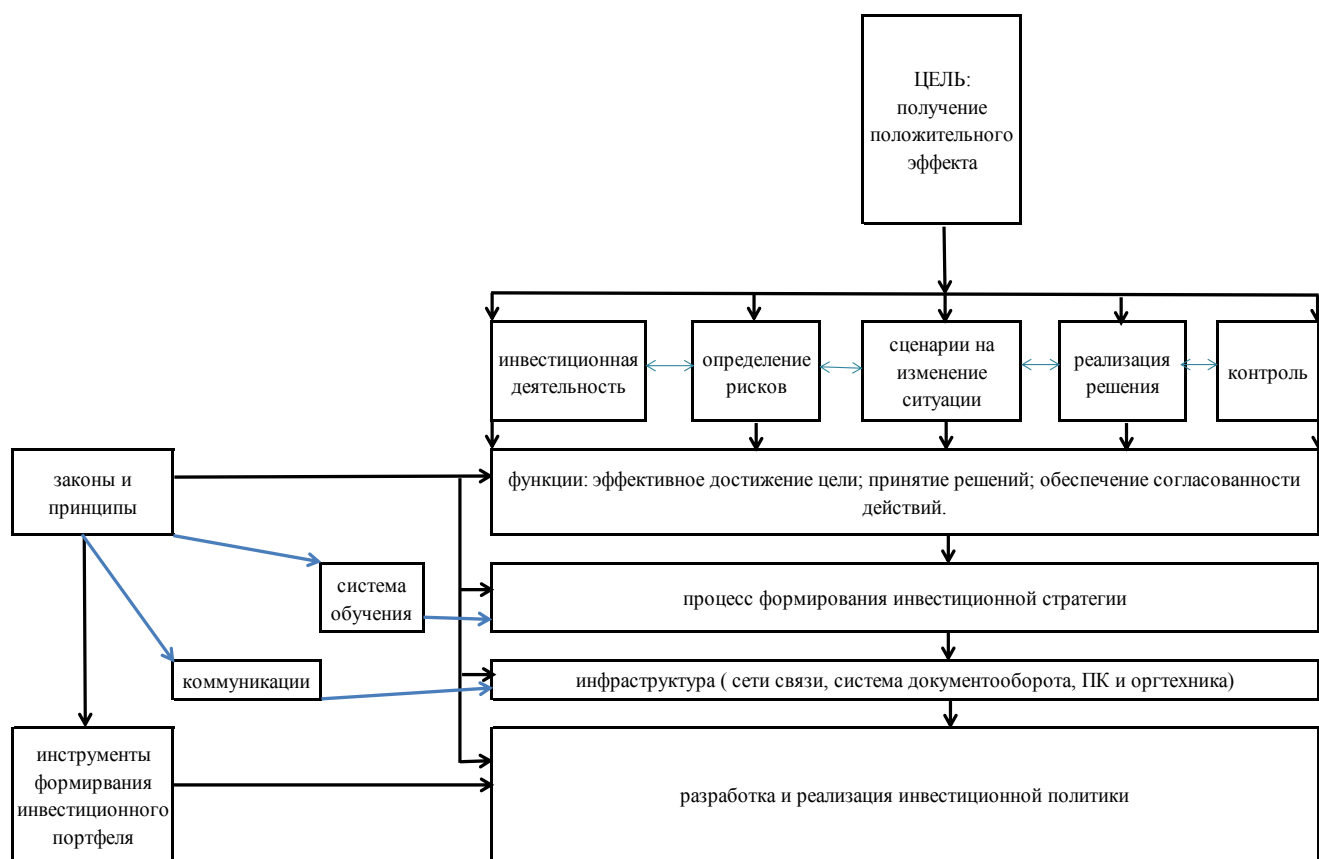 ЦЕЛЬ:
получение
положительного
эффекта
инвестиционная
деятельность
определение
рисков
сценарии на
изменение
ситуации
реализация
решения
контроль
законы и
принципы
функции: эффективное достижение цели; принятие решений; обеспечение согласованности
действий.
система
обучения
процесс формирования инвестиционной стратегии
коммуникации
инфраструктура ( сети связи, система документооборота, ПК и оргтехника)
инструменты
формирвания
инвестиционного
портфеля
разработка и реализация инвестиционной политики